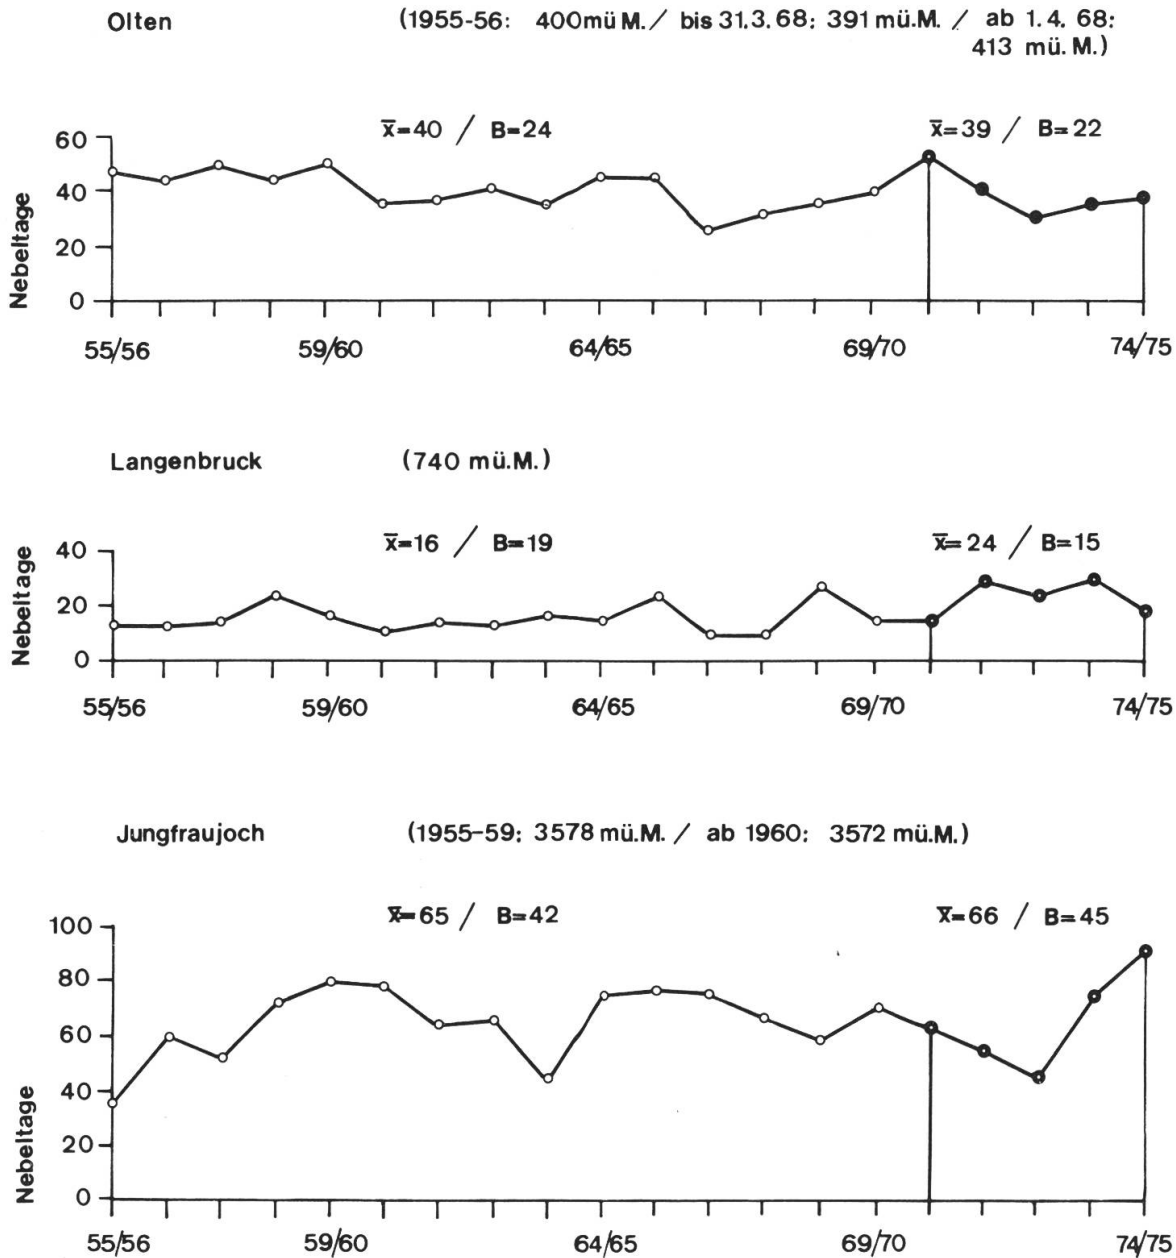 Olten (1955-56: 400mü M. / bis 31.3.68: 391 mü.M. / ab 1.4. 68:
413 mü. M.)
x̅=40 / B=24 x̅=39 / B=22
Nebeltage
60
40
20
0
55/56 59/60 64/65 69/70 74/75
Langenbruck (740 mü.M.)
x̅=16 / B=19 x̅=24 / B=15
Nebeltage
40
20
0
55/56 59/60 64/65 69/70 74/75
Jungfraujoch (1955-59: 3578 mü.M. / ab 1960: 3572 mü.M.)
x̅=65 / B=42 x̅=66 / B=45
Nebeltage
100
80
60
40
20
0
55/56 59/60 64/65 69/70 74/75